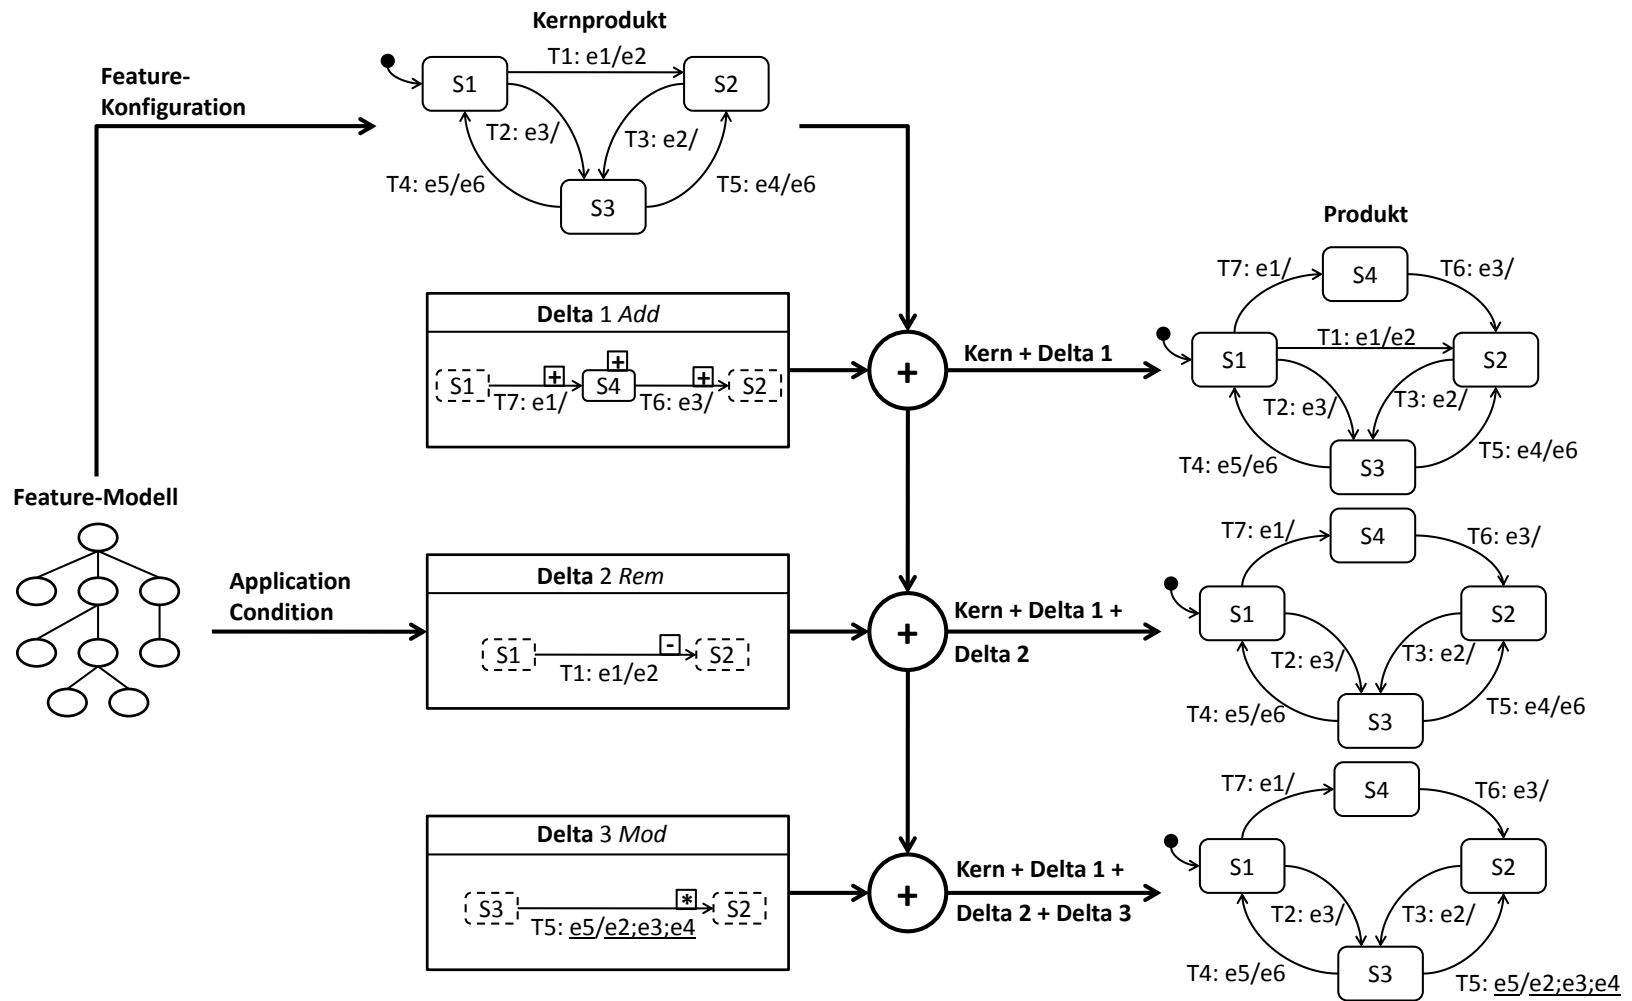 Kernprodukt
T1: e1/e2
S1
S2
T2: e3/
T3: e2/
T4: e5/e6
T5: e4/e6
S3
Feature-
Konfiguration
Feature-Modell
Application
Condition
Delta 1 Add
S1
+
S4
+
+
S2
T7: e1/
T6: e3/
Delta 2 Rem
S1
-
S2
T1: e1/e2
Delta 3 Mod
S3
*
S2
T5: e5/e2;e3;e4
+
Kern + Delta 1
+
Kern + Delta 1 +
Delta 2
+
Kern + Delta 1 +
Delta 2 + Delta 3
Produkt
T7: e1/
S4
T6: e3/
T1: e1/e2
S1
S2
T2: e3/
T3: e2/
T4: e5/e6
S3
T5: e4/e6
T7: e1/
S4
T6: e3/
S1
S2
T2: e3/
T3: e2/
T4: e5/e6
S3
T5: e4/e6
T7: e1/
S4
T6: e3/
S1
S2
T2: e3/
T3: e2/
T4: e5/e6
S3
T5: e5/e2;e3;e4